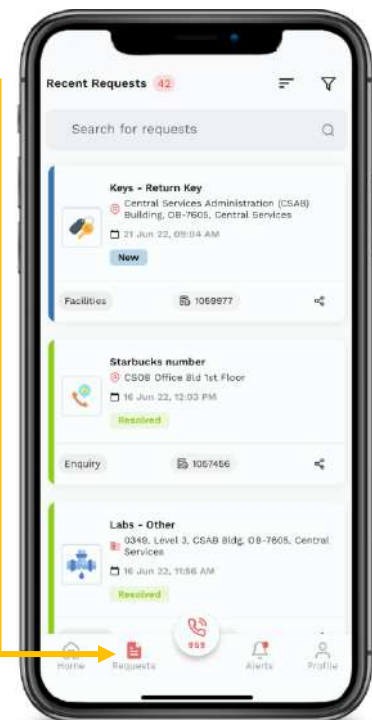 Recent Requests 42
Search for requests
Keys - Return Key
Central Services Administration (CSAB)
Building, OB-7605, Central Services
21 Jun 22, 09:04 AM
New
Facilities 1059977
Starbucks number
CSOB Office Bld 1st Floor
16 Jun 22, 12:03 PM
Resolved
Enquiry 1057456
Labs - Other
0349, Level 3, CSAB Bldg, OB-7605, Central
Services
16 Jun 22, 11:56 AM
Resolved
959
Home Requests Alerts Profile